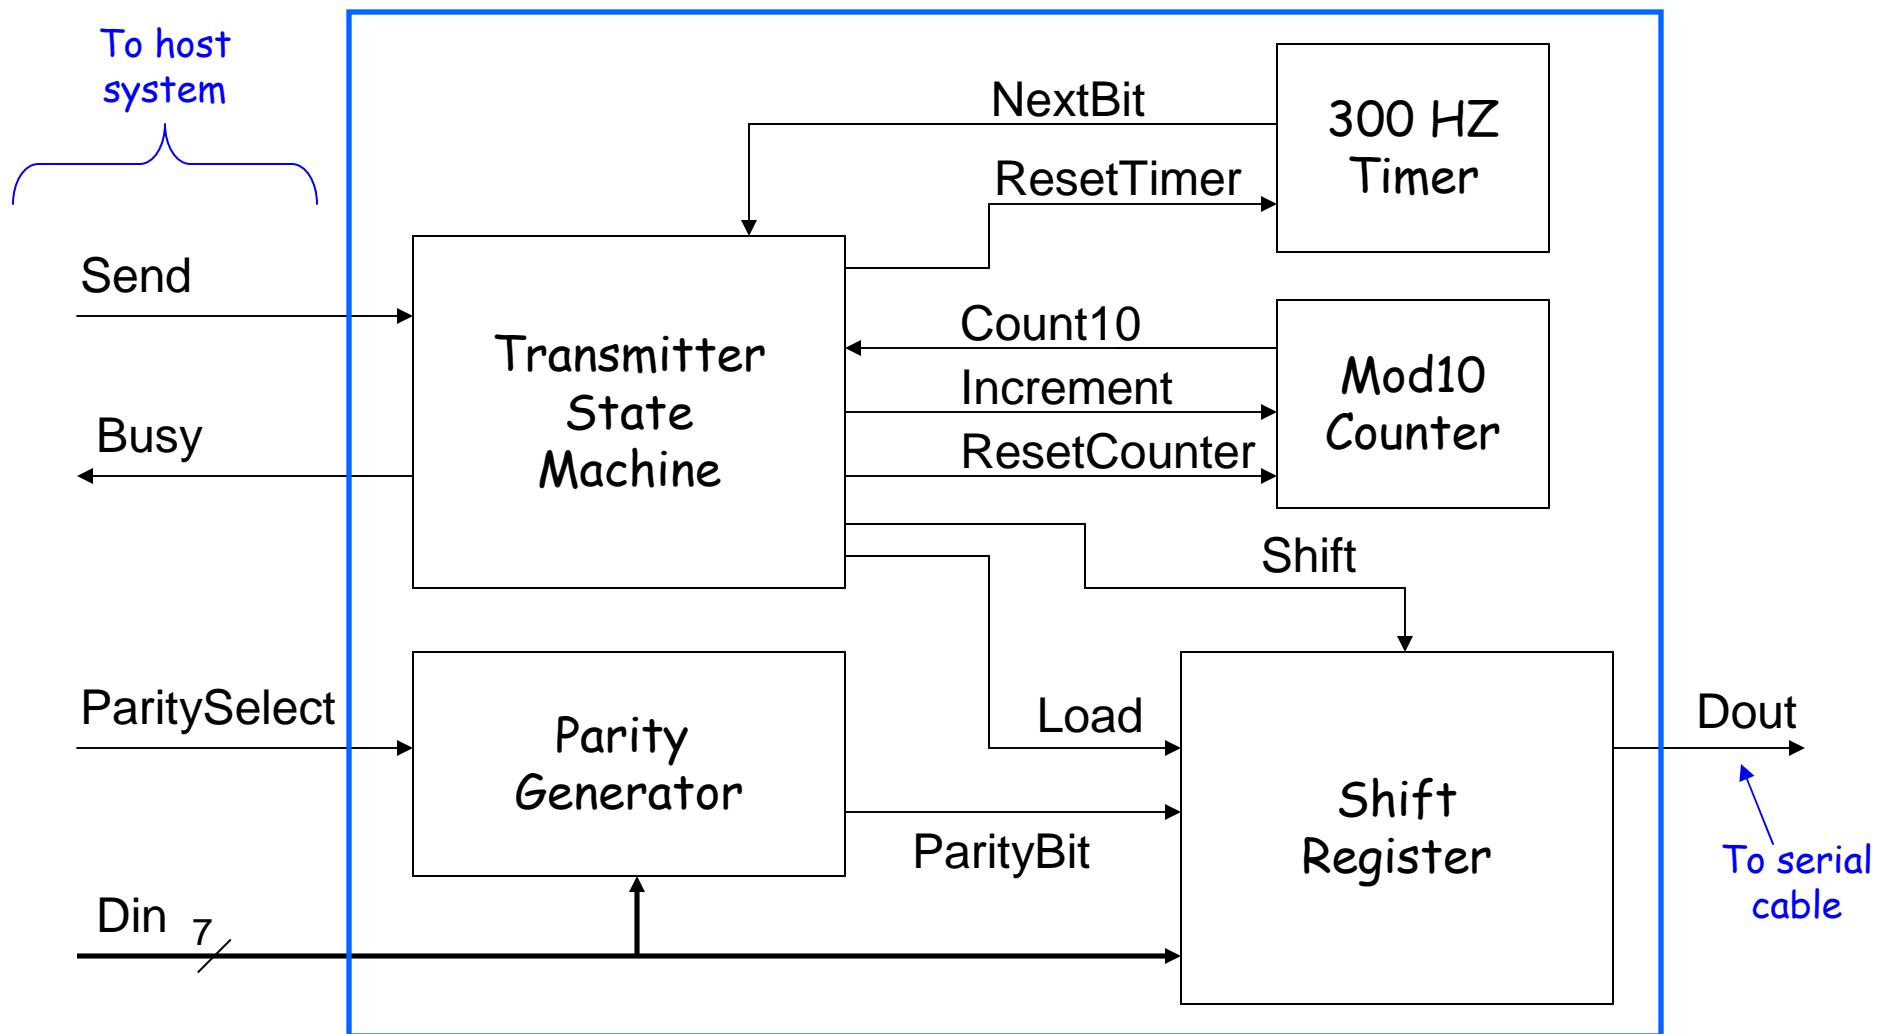 To host
system
NextBit
300 HZ
Timer
ResetTimer
Send
Count10
Transmitter
State
Machine
Increment
Mod10
Counter
Busy
ResetCounter
Shift
ParitySelect
Parity
Generator
Load
Dout
Shift
Register
ParityBit
To serial
cable
Din 7